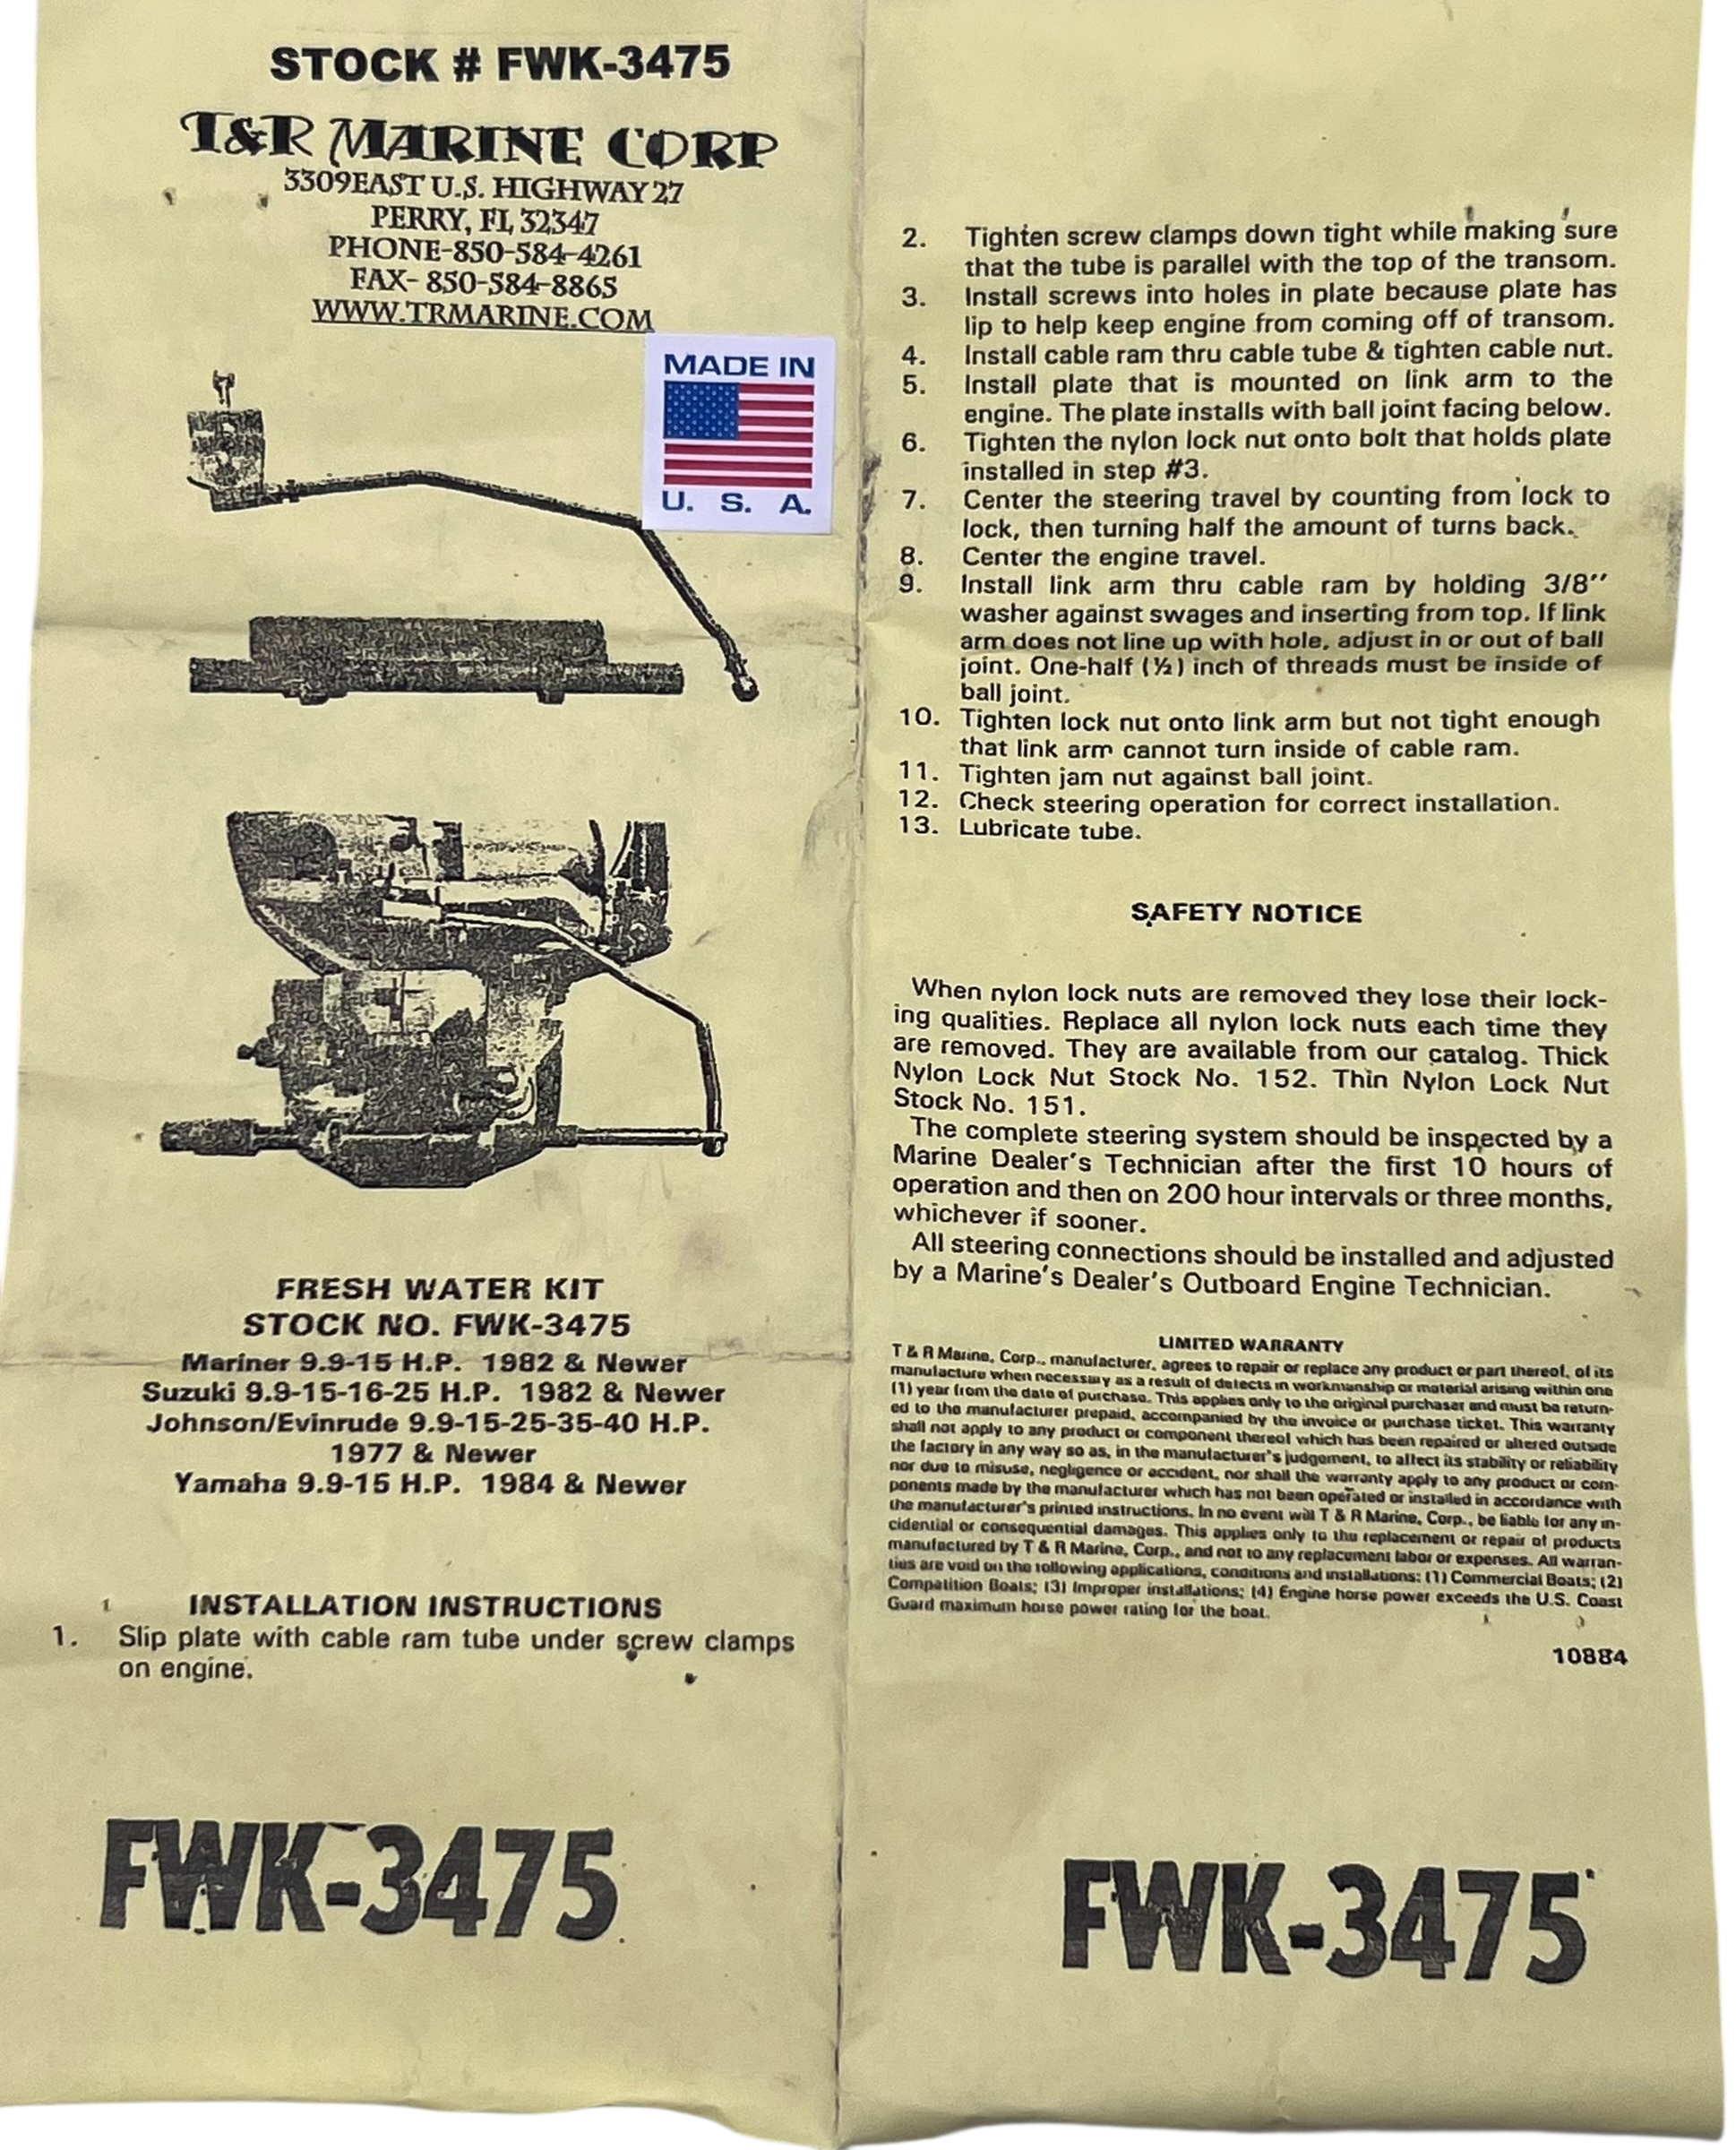 STOCK # FWK-3475
T&R MARINE CORP
3309EAST U.S. HIGHWAY 27
PERRY, FL 32347
PHONE-850-584-4261
FAX- 850-584-8865
WWW.TRMARINE.COM
MADE IN
U. S. A.
FRESH WATER KIT
STOCK NO. FWK-3475
Mariner 9.9-15 H.P. 1982 & Newer
Suzuki 9.9-15-16-25 H.P. 1982 & Newer
Johnson/Evinrude 9.9-15-25-35-40 H.P.
1977 & Newer
Yamaha 9.9-15 H.P. 1984 & Newer
INSTALLATION INSTRUCTIONS
1. Slip plate with cable ram tube under screw clamps
on engine.
FWK-3475
2. Tighten screw clamps down tight while making sure
that the tube is parallel with the top of the transom.
3. Install screws into holes in plate because plate has
lip to help keep engine from coming off of transom.
4. Install cable ram thru cable tube & tighten cable nut.
5. Install plate that is mounted on link arm to the
engine. The plate installs with ball joint facing below.
6. Tighten the nylon lock nut onto bolt that holds plate
installed in step #3.
7. Center the steering travel by counting from lock to
lock, then turning half the amount of turns back.
8. Center the engine travel.
9. Install link arm thru cable ram by holding 3/8''
washer against swages and inserting from top. If link
arm does not line up with hole, adjust in or out of ball
joint. One-half (½) inch of threads must be inside of
ball joint.
10. Tighten lock nut onto link arm but not tight enough
that link arm cannot turn inside of cable ram.
11. Tighten jam nut against ball joint.
12. Check steering operation for correct installation.
13. Lubricate tube.
SAFETY NOTICE
When nylon lock nuts are removed they lose their lock-
ing qualities. Replace all nylon lock nuts each time they
are removed. They are available from our catalog. Thick
Nylon Lock Nut Stock No. 152. Thin Nylon Lock Nut
Stock No. 151.
The complete steering system should be inspected by a
Marine Dealer's Technician after the first 10 hours of
operation and then on 200 hour intervals or three months,
whichever if sooner.
All steering connections should be installed and adjusted
by a Marine's Dealer's Outboard Engine Technician.
LIMITED WARRANTY
T & R Marine, Corp., manufacturer, agrees to repair or replace any product or part thereof, of its
manufacture when necessary as a result of defects in workmanship or material arising within one
(1) year from the date of purchase. This applies only to the original purchaser and must be return-
ed to the manufacturer prepaid, accompanied by the invoice or purchase ticket. This warranty
shall not apply to any product or component thereof which has been repaired or altered outside
the factory in any way so as, in the manufacturer's judgement, to affect its stability or reliability
nor due to misuse, negligence or accident, nor shall the warranty apply to any product or com-
ponents made by the manufacturer which has not been operated or installed in accordance with
the manufacturer's printed instructions. In no event will T & R Marine, Corp., be liable for any in-
cidential or consequential damages. This applies only to the replacement or repair of products
manufactured by T & R Marine, Corp., and not to any replacement labor or expenses. All warran-
ties are void on the following applications, conditions and installations: (1) Commercial Boats; (2)
Competition Boats; (3) Improper installations; (4) Engine horse power exceeds the U.S. Coast
Guard maximum horse power rating for the boat.
10884
FWK-3475